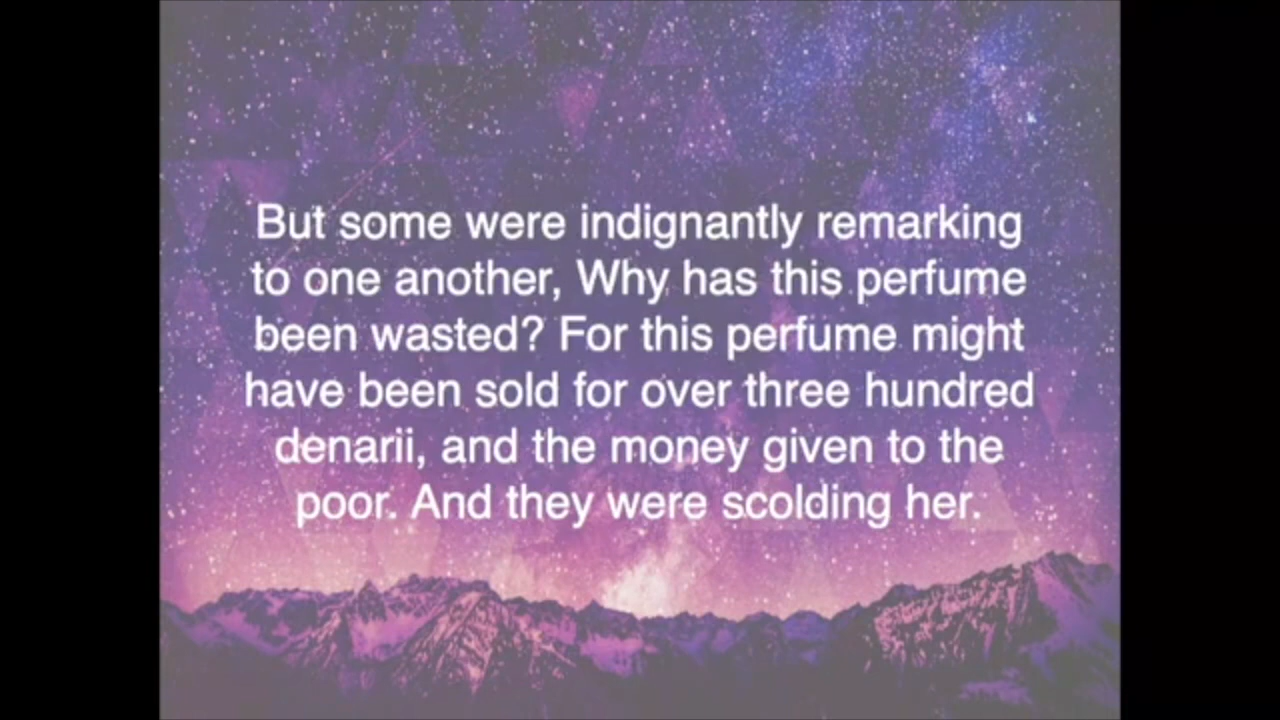 But some were indignantly remarking
to one another, Why has this perfume
been wasted? For this perfume might
have been sold for over three hundred
denarii, and the money given to the
poor. And they were scolding her.